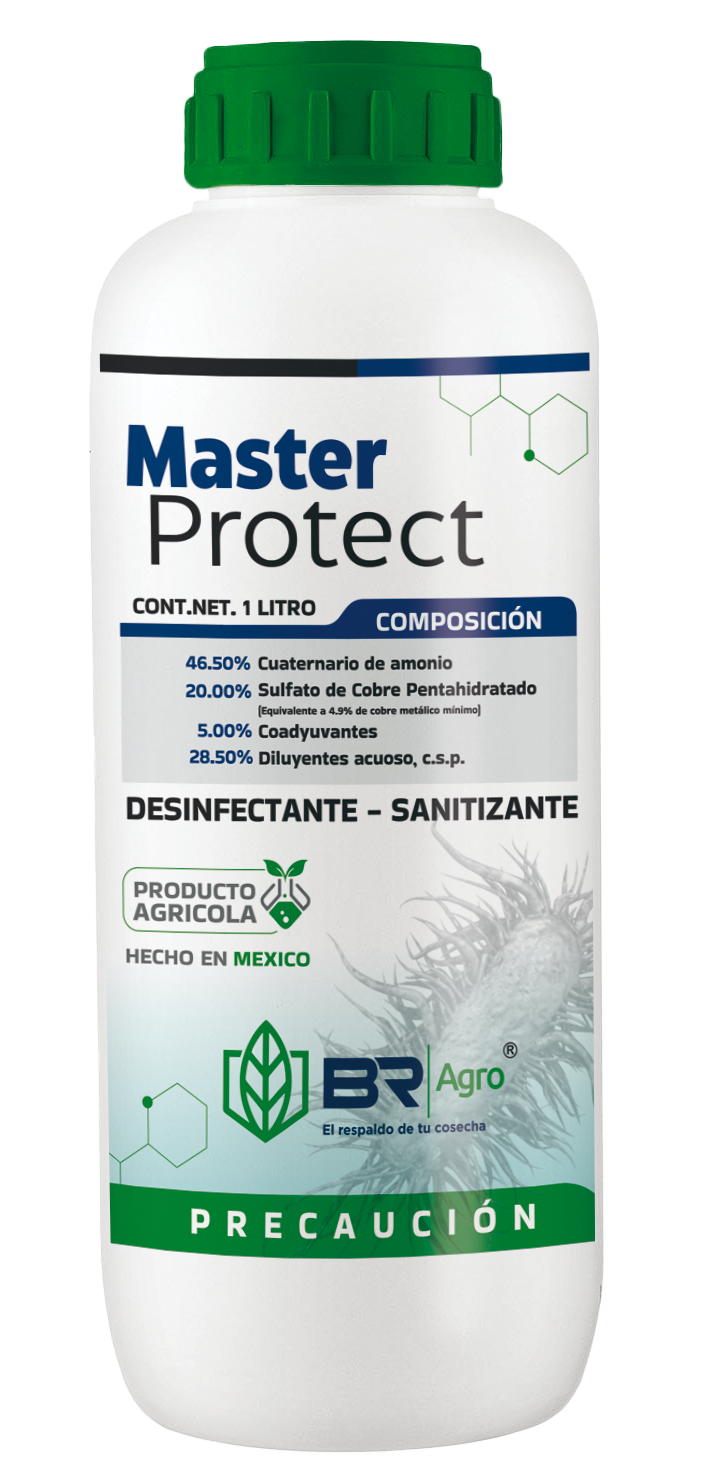 Master
Protect
CONT.NET. 1 LITRO
COMPOSICIÓN
46.50% Cuaternario de amonio
20.00% Sulfato de Cobre Pentahidratado
(Equivalente a 4.9% de cobre metálico mínimo)
5.00% Coadyuvantes
28.50% Diluyentes acuoso, c.s.p.
DESINFECTANTE – SANITIZANTE
PRODUCTO
AGRICOLA
HECHO EN MEXICO
BR Agro®
El respaldo de tu cosecha
PRECAUCIÓN